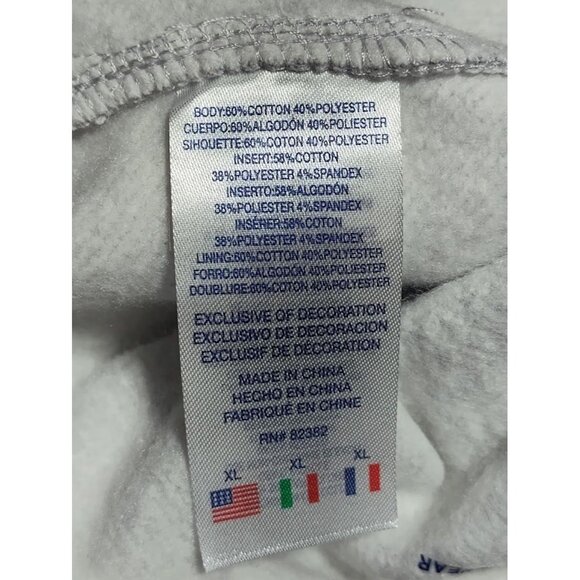 BODY:60%COTTON 40%POLYESTER
CUERPO:60%ALGODÓN 40%POLIESTER
SIHOUETTE:60%COTON 40%POLYESTER
INSERT:58%COTTON
38%POLYESTER 4%SPANDEX
INSERTO:58%ALGODÓN
38%POLIESTER 4%SPANDEX
INSÉRER:58%COTON
38%POLYESTER 4%SPANDEX
LINING:60%COTTON 40%POLYESTER
FORRO:60%ALGODÓN 40%POLIESTER
DOUBLURE:60%COTON 40%POLYESTER
EXCLUSIVE OF DECORATION
EXCLUSIVO DE DECORACION
EXCLUSIF DE DÉCORATION
MADE IN CHINA
HECHO EN CHINA
FABRIQUÉ EN CHINE
RN# 82382
XL XL XL